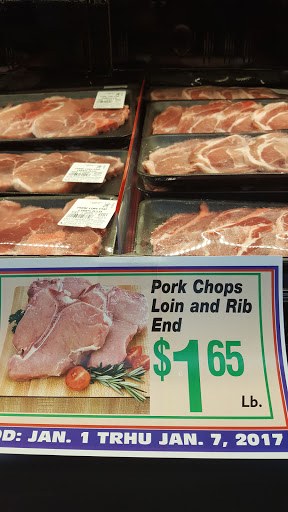 Pork Chops
Loin and Rib
End
$1 65
Lb.
OD: JAN. 1 TRHU JAN. 7, 2017